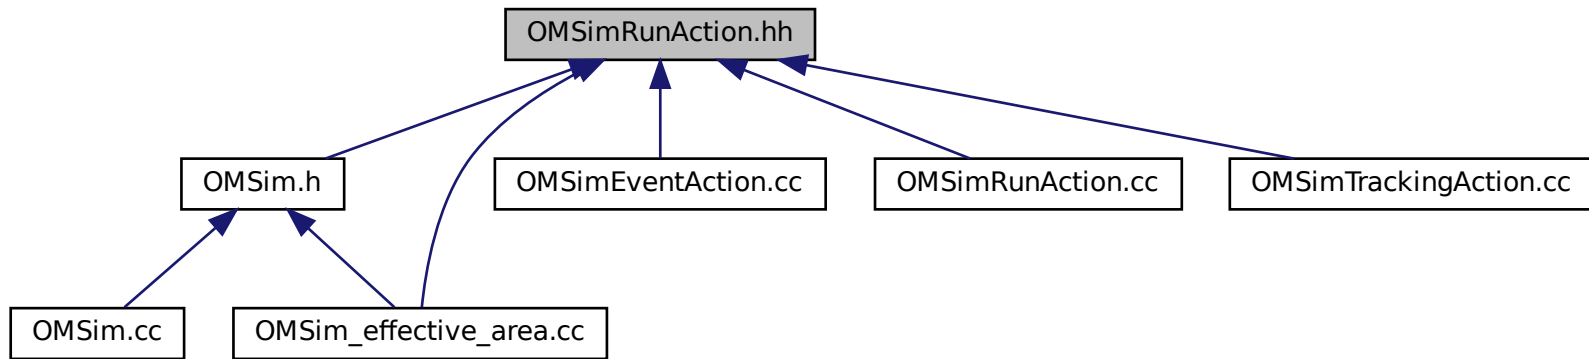 OMSimRunAction.hh
OMSim.h
OMSimEventAction.cc
OMSimRunAction.cc
OMSimTrackingAction.cc
OMSim.cc
OMSim_effective_area.cc